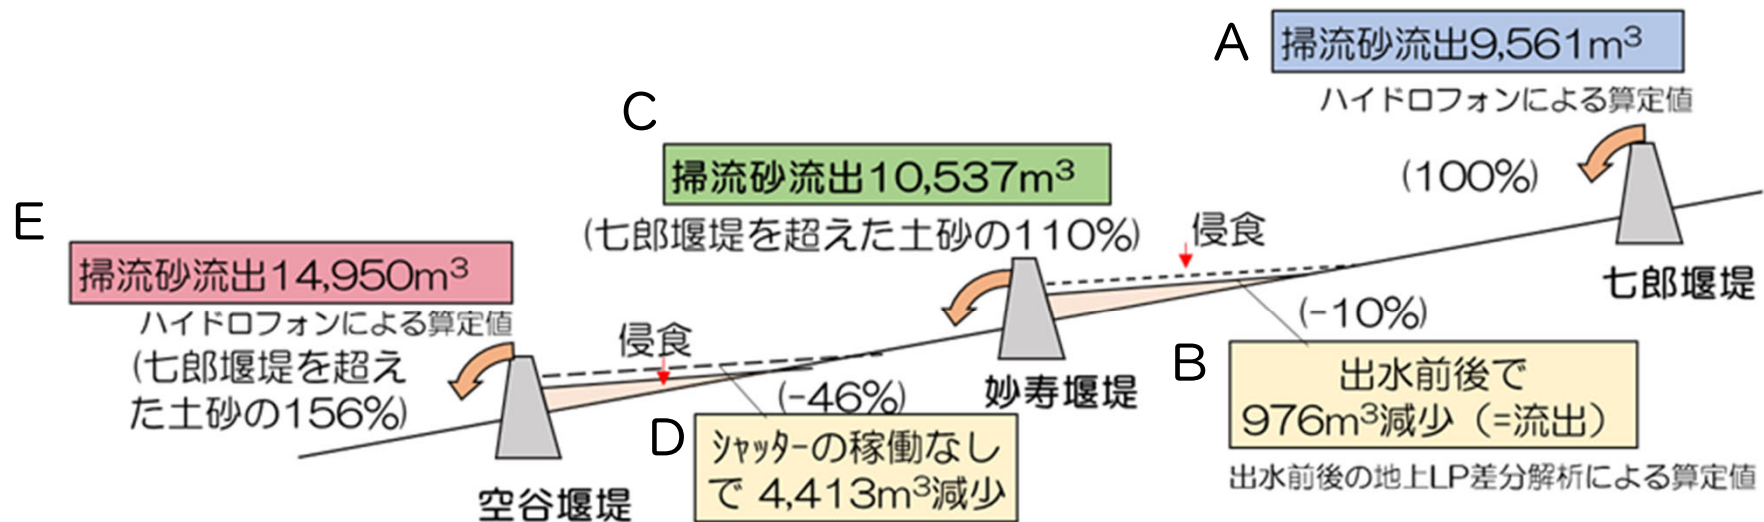 A
掃流砂流出9,561m³
ハイドロフォンによる算定値
(100%)
七郎堰堤
C
掃流砂流出10,537m³
(七郎堰堤を超えた土砂の110%)
侵食
(-10%)
B
出水前後で
976m³減少（=流出）
出水前後の地上LP差分解析による算定値
妙寿堰堤
E
掃流砂流出14,950m³
ハイドロフォンによる算定値
(七郎堰堤を超え
た土砂の156%)
侵食
(-46%)
D
ｼｬｯﾀｰの稼働なし
で 4,413m³減少
空谷堰堤